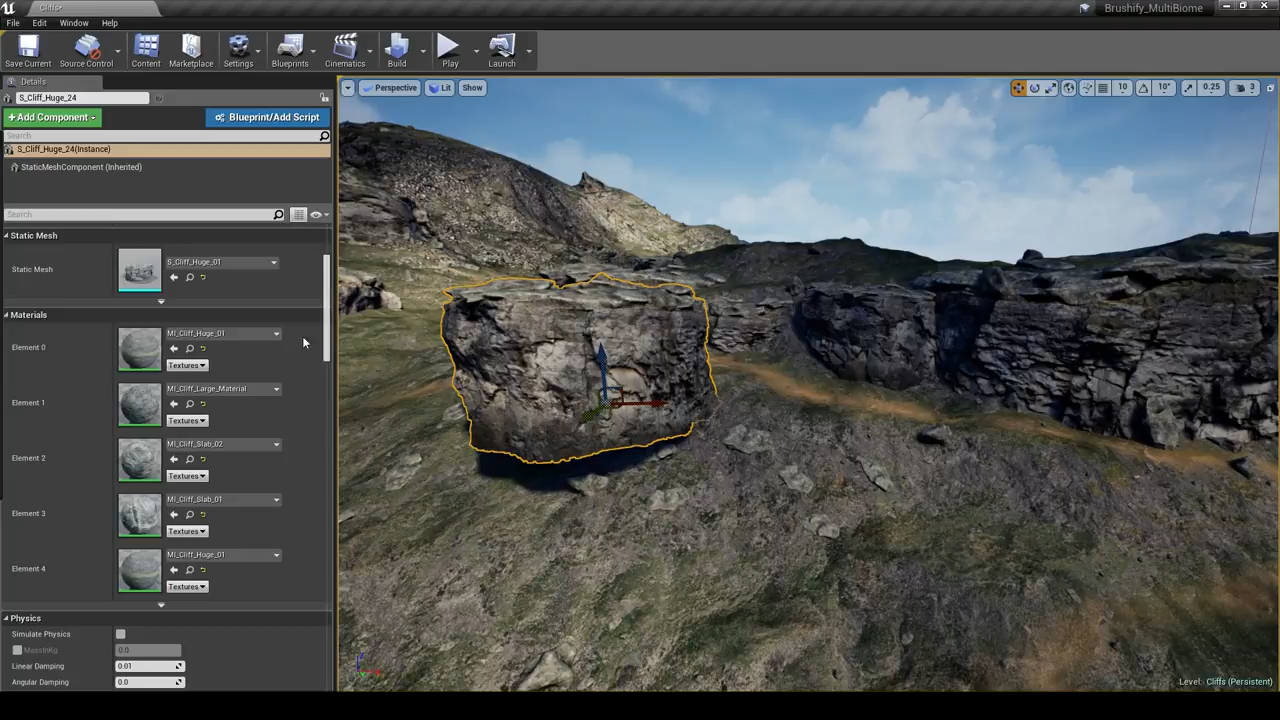 Cliffs*
Brushify_MultiBiome
File Edit Window Help
Save Current Source Control Content Marketplace Settings Blueprints Cinematics Build Play Launch
Details
S_Cliff_Huge_24
+Add Component Blueprint/Add Script
Search
S_Cliff_Huge_24(Instance)
StaticMeshComponent (Inherited)
Search
Static Mesh
Static Mesh S_Cliff_Huge_01
Materials
Element 0 MI_Cliff_Huge_01
Textures
Element 1 MI_Cliff_Large_Material
Textures
Element 2 MI_Cliff_Slab_02
Textures
Element 3 MI_Cliff_Slab_01
Textures
Element 4 MI_Cliff_Huge_01
Textures
Physics
Simulate Physics
MassInKg 0.0
Linear Damping 0.01
Angular Damping 0.0
Perspective Lit Show
10 10° 0.25 3
Level: Cliffs (Persistent)